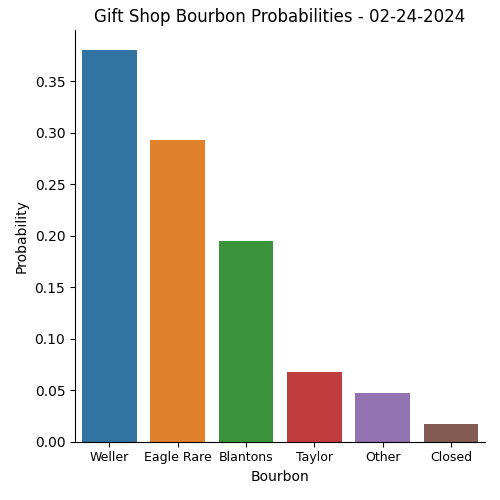 Gift Shop Bourbon Probabilities - 02-24-2024
Probability
0.35
0.30
0.25
0.20
0.15
0.10
0.05
0.00
Weller Eagle Rare Blantons Taylor Other Closed
Bourbon